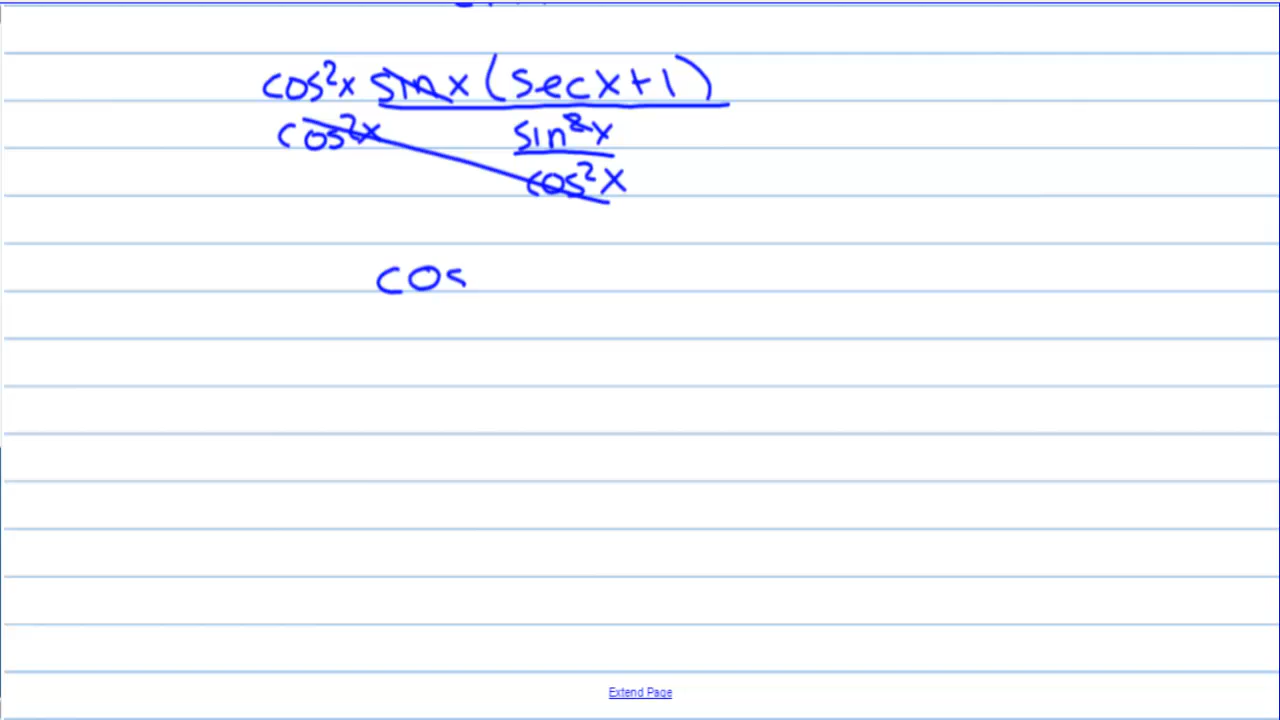 cos²x sinx (secx+1)
cos²x sin²x
cos²x
cos
Extend Page